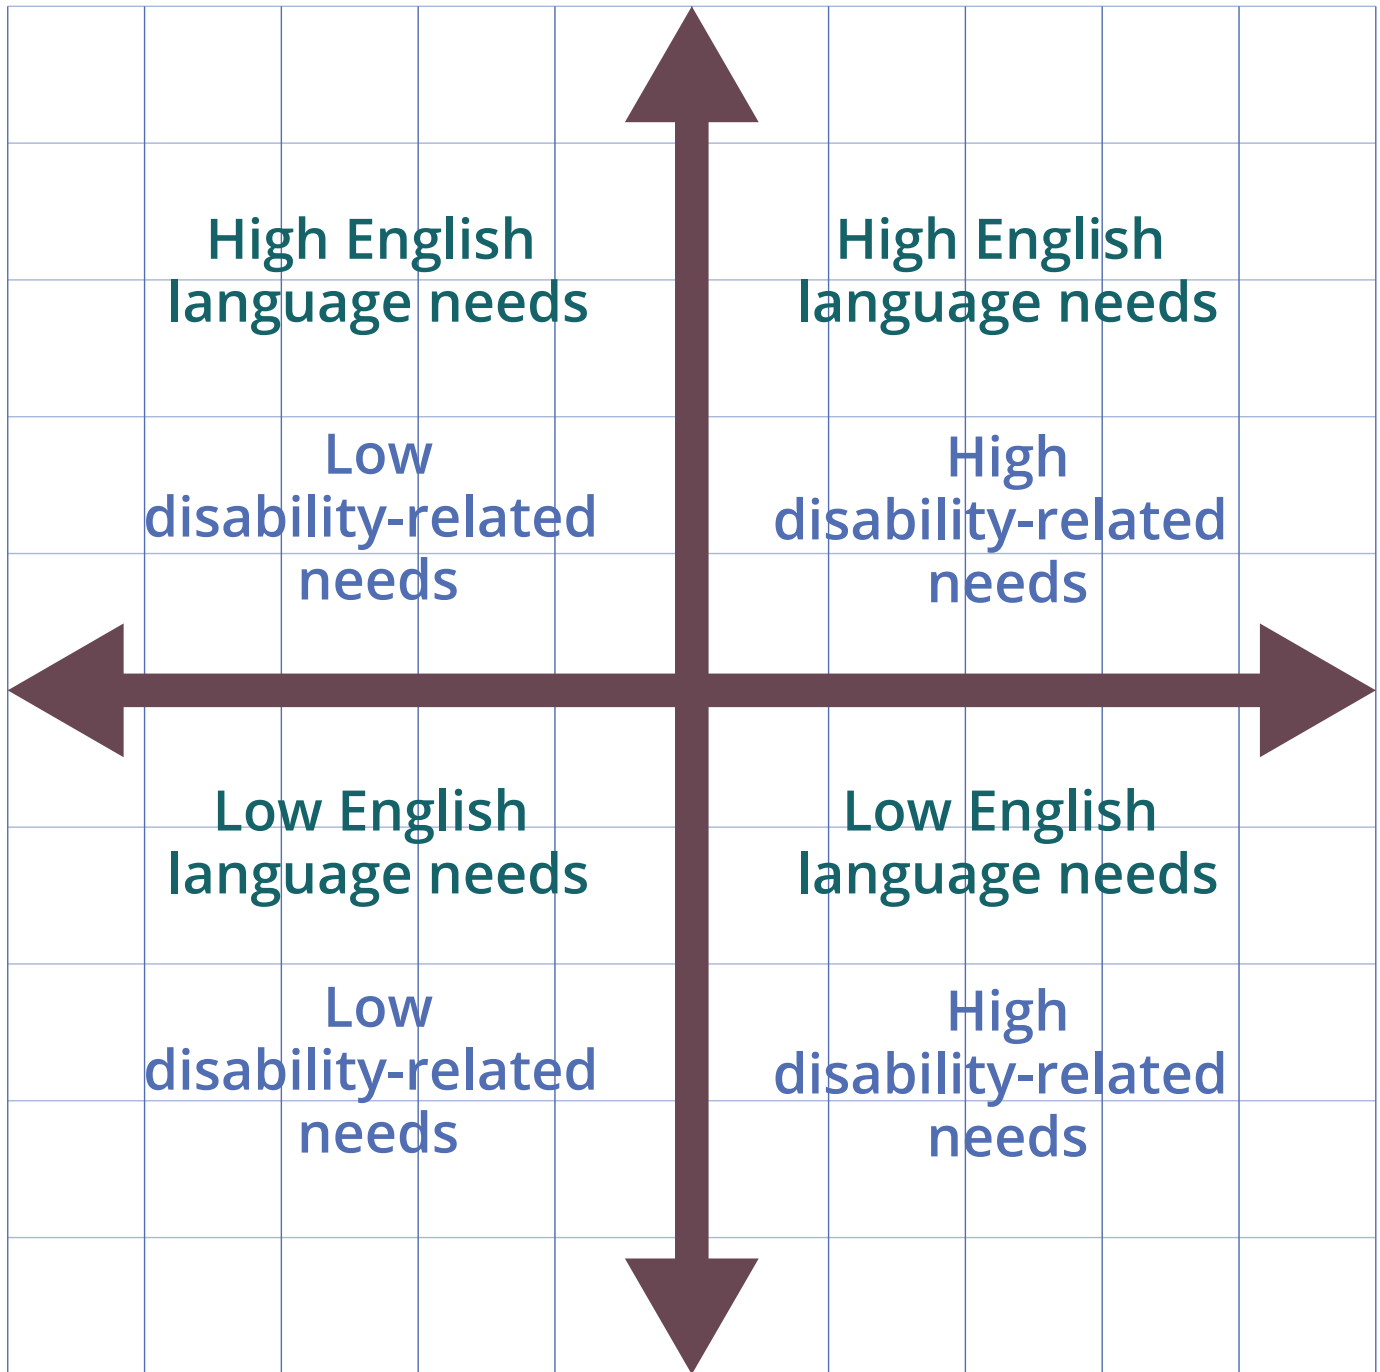 High English
language needs
Low
disability-related
needs
High English
language needs
High
disability-related
needs
Low English
language needs
Low
disability-related
needs
Low English
language needs
High
disability-related
needs